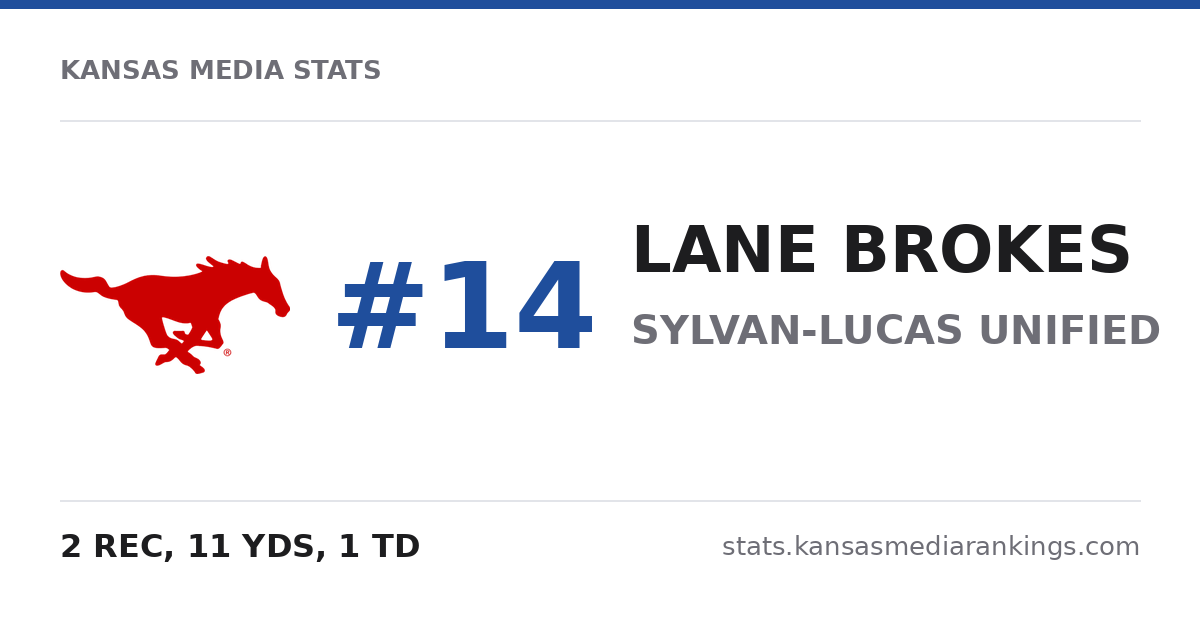 KANSAS MEDIA STATS
#14
LANE BROKES
SYLVAN-LUCAS UNIFIED
®
2 REC, 11 YDS, 1 TD
stats.kansasmediarankings.com